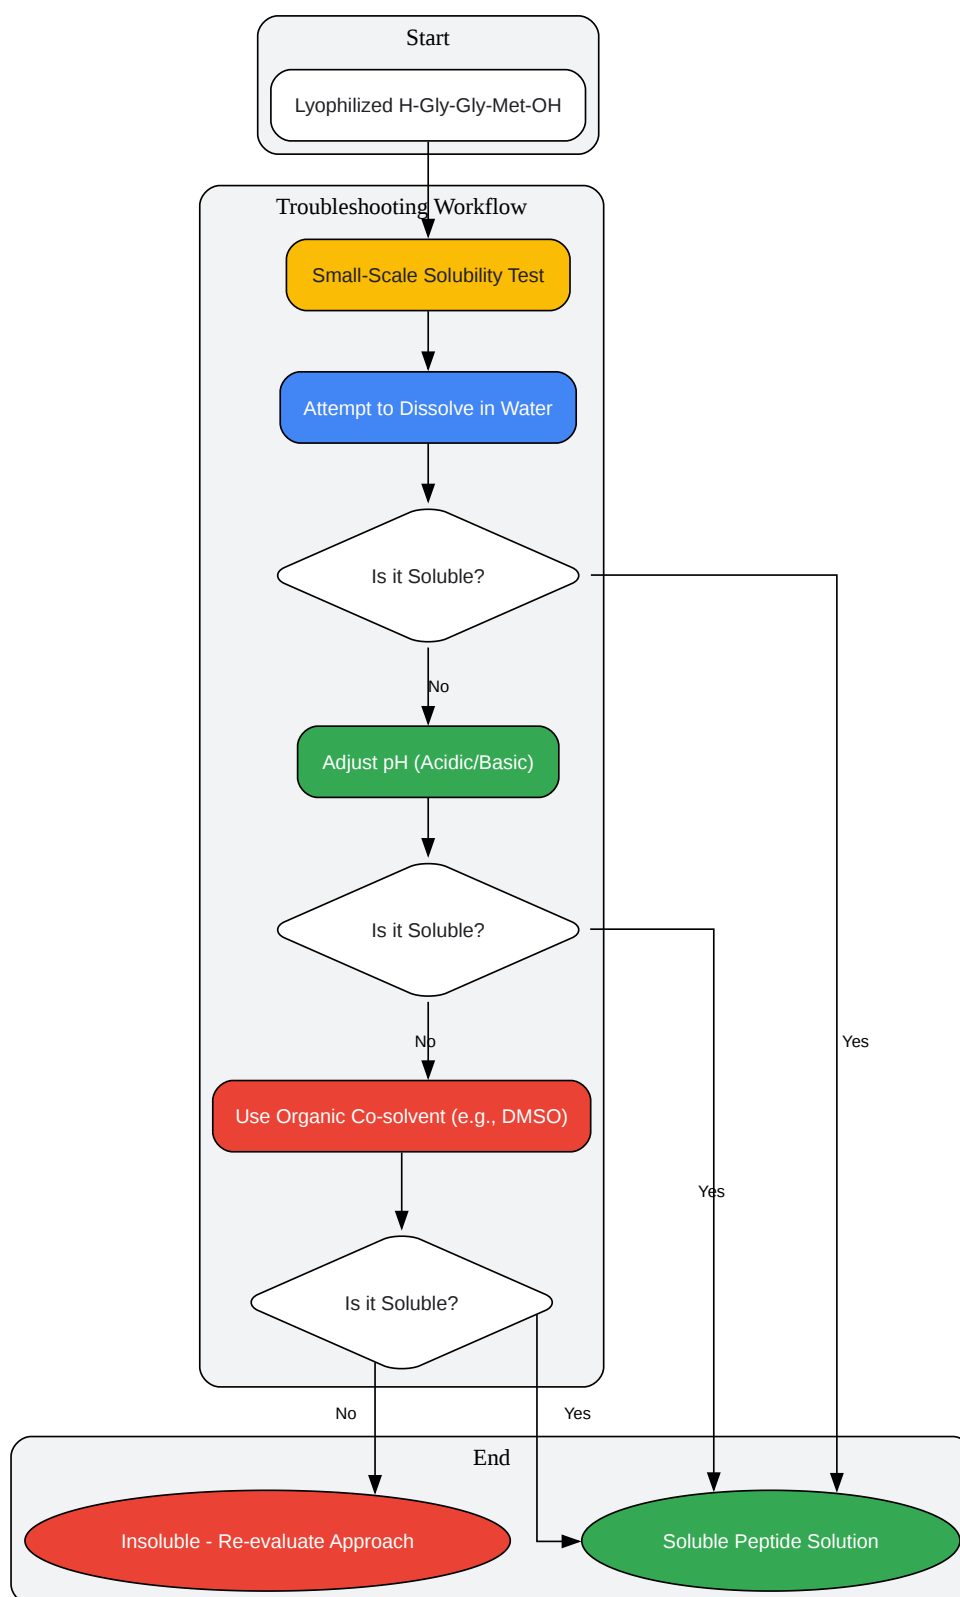 Start
Lyophilized H-Gly-Gly-Met-OH
Troubleshooting Workflow
Small-Scale Solubility Test
Attempt to Dissolve in Water
Is it Soluble?
No
Adjust pH (Acidic/Basic)
Is it Soluble?
No
Yes
Use Organic Co-solvent (e.g., DMSO)
Yes
Is it Soluble?
No
Yes
End
Insoluble - Re-evaluate Approach
Soluble Peptide Solution